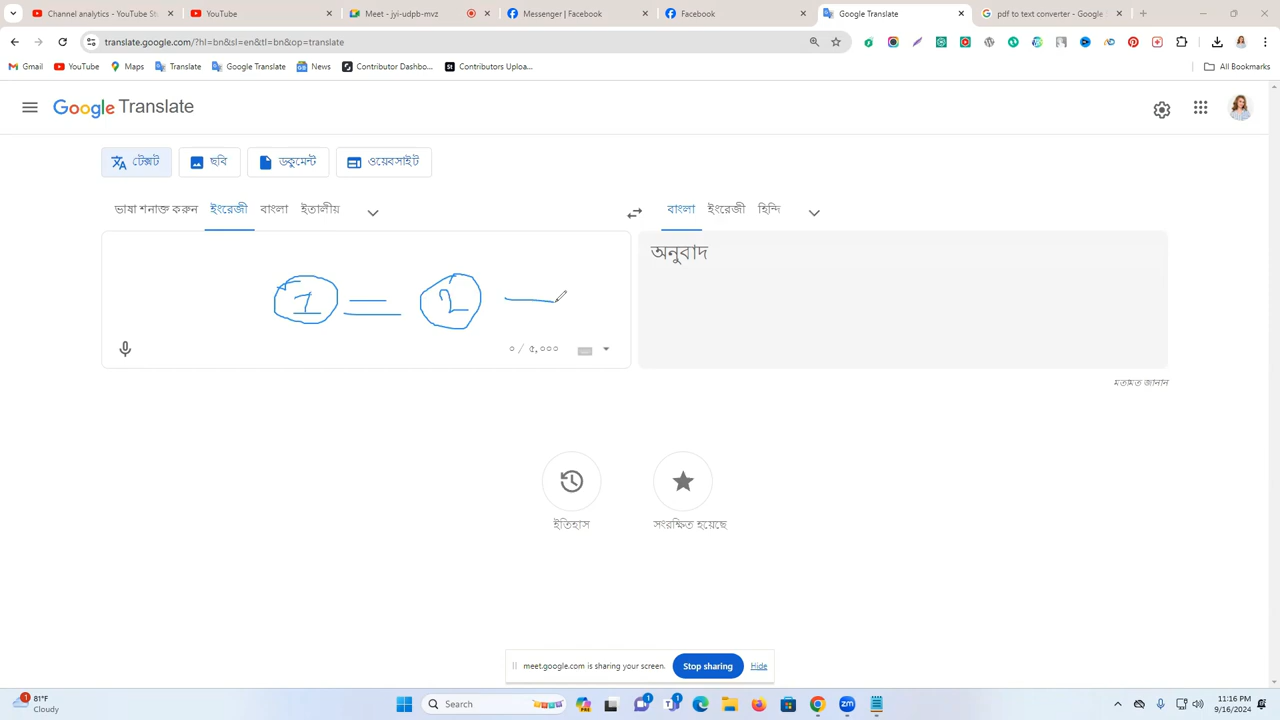 Channel analytics - YouTube
YouTube
Meet - jyi-udpb-mvz
Messenger | Facebook
Facebook
Google Translate
pdf to text converter - Google
translate.google.com/?hl=bn&sl=en&tl=bn&op=translate
Gmail YouTube Maps Translate Google Translate News Contributor Dashbo... Contributors Uploa... All Bookmarks
Google Translate
টেক্সট ছবি ডকুমেন্ট ওয়েবসাইট
ভাষা শনাক্ত করুন ইংরেজী বাংলা ইতালীয় বাংলা ইংরেজী হিন্দি
অনুবাদ
1 = 2 —
০ / ৫,০০০
মতামত জানান
ইতিহাস সংরক্ষিত হয়েছে
meet.google.com is sharing your screen. Stop sharing Hide
81°F
Cloudy
Search
11:16 PM
9/16/2024